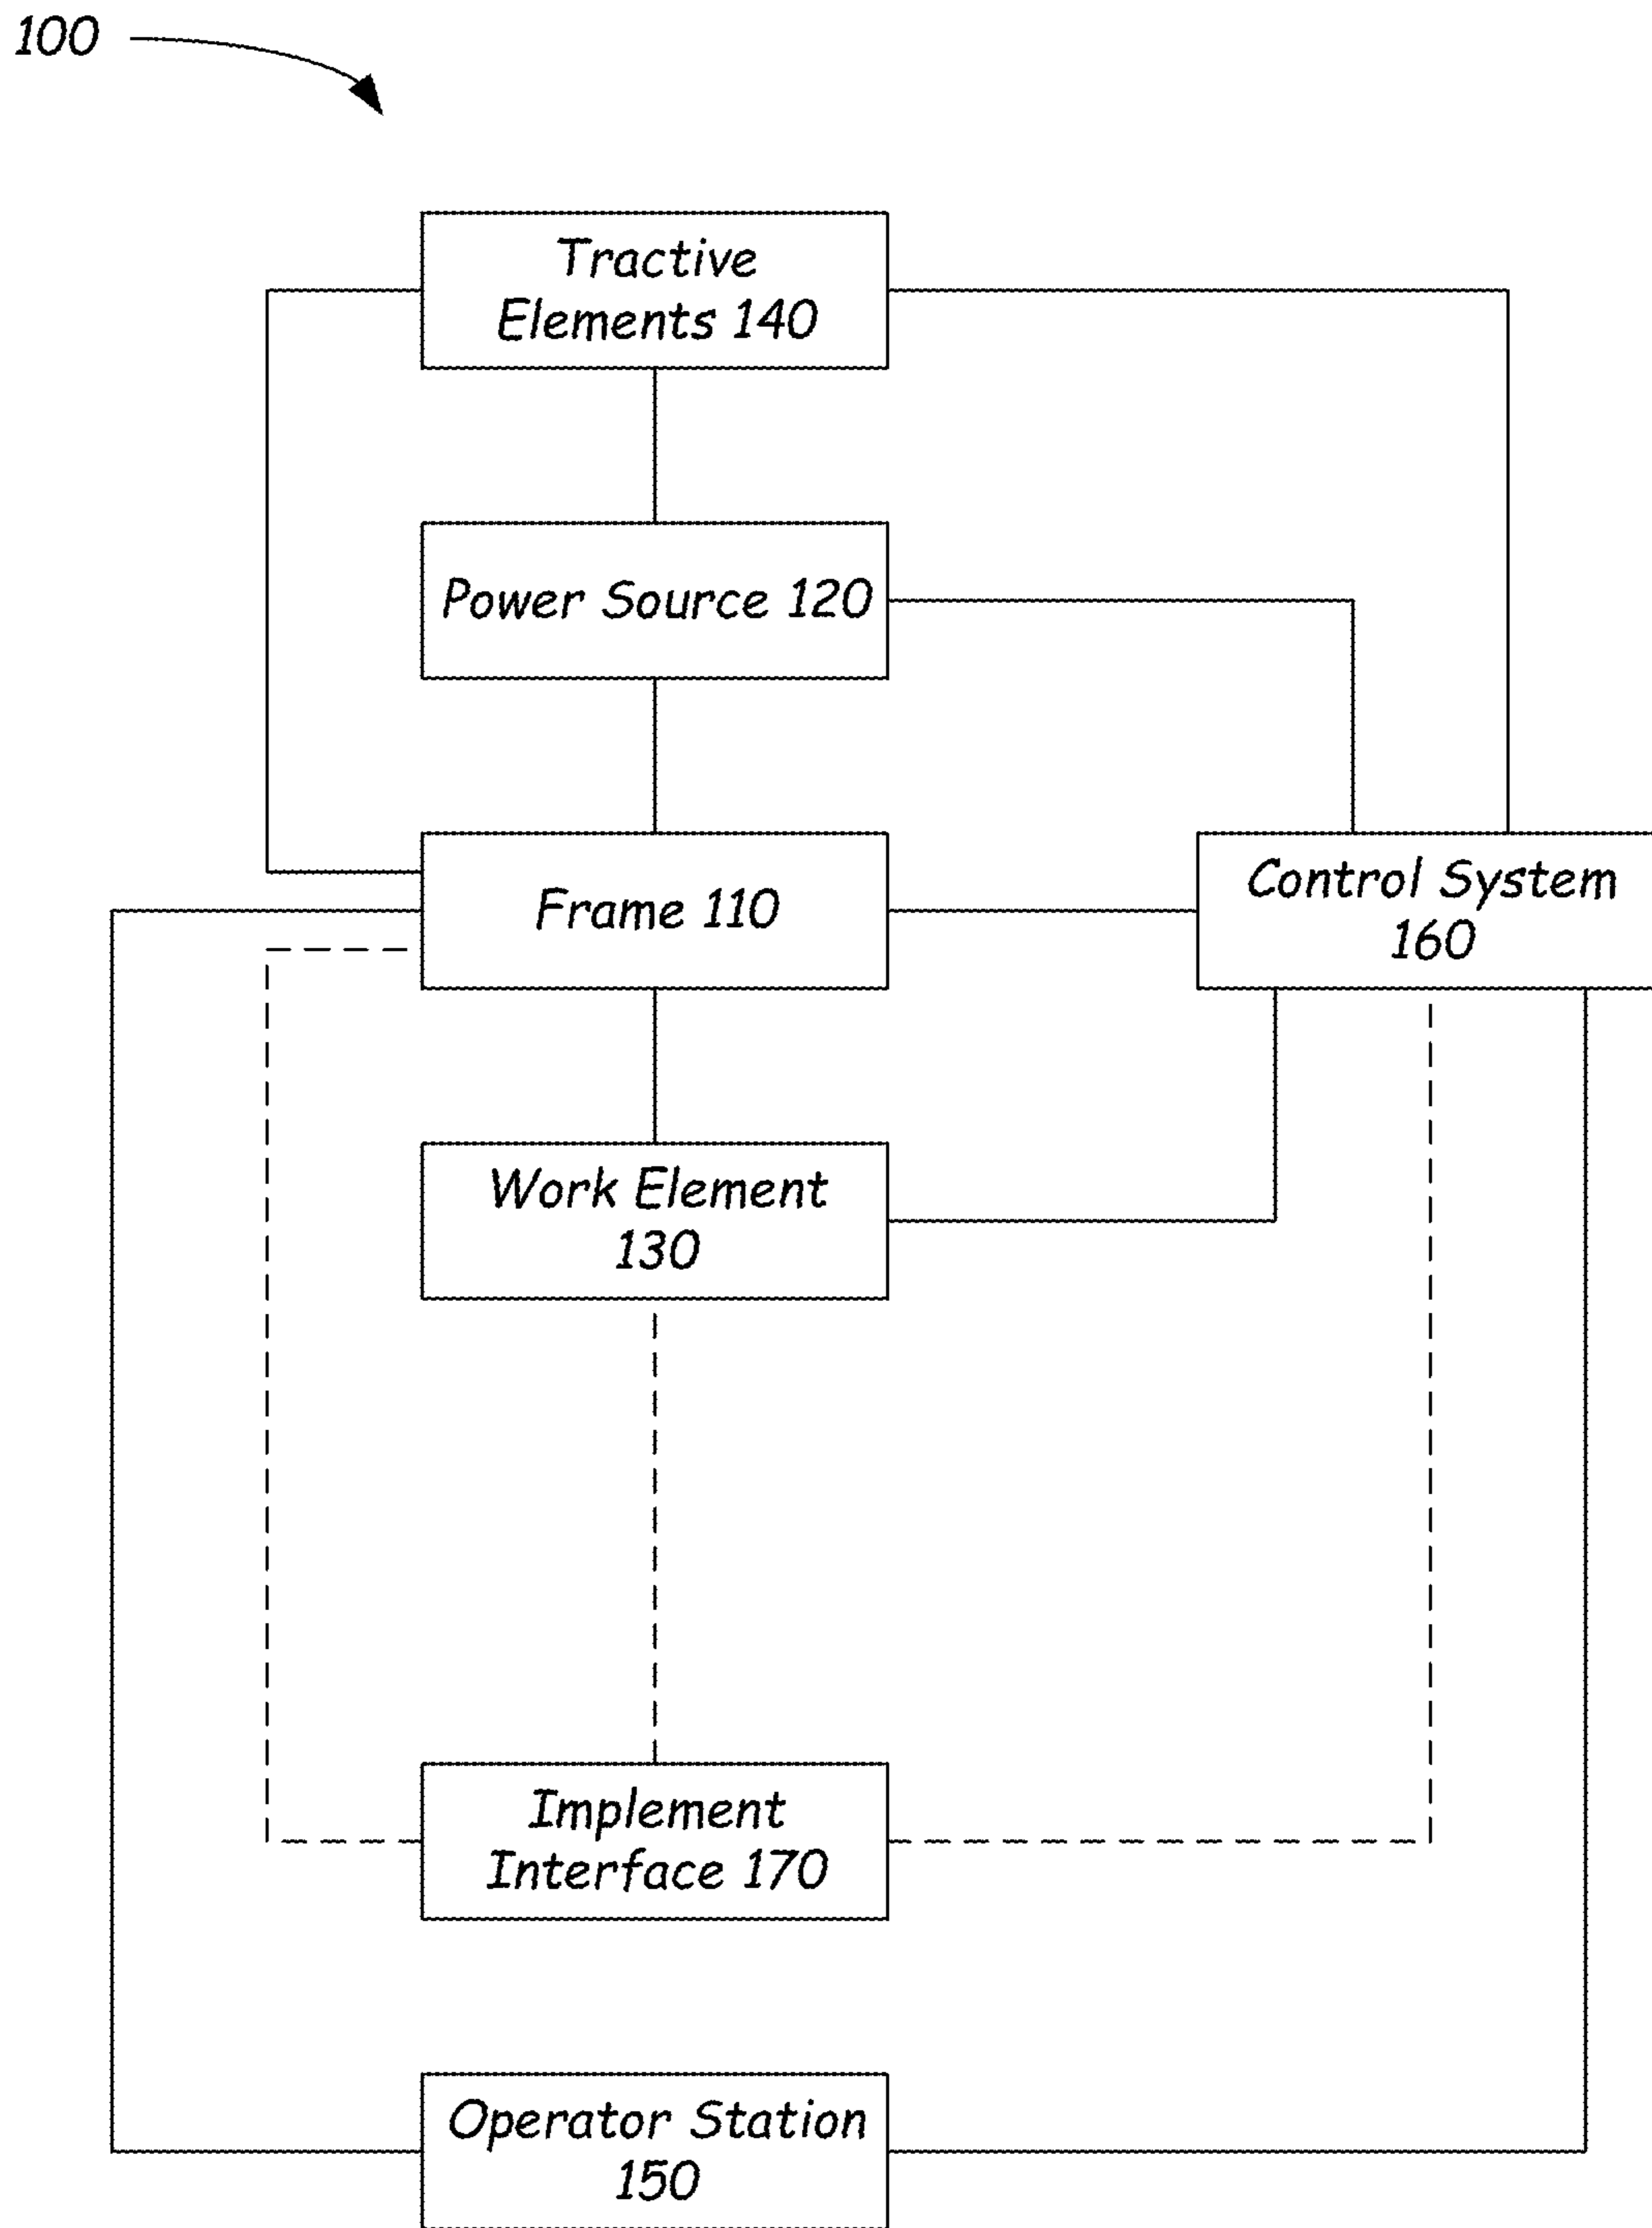 100
Tractive
Elements 140
Power Source 120
Frame 110
Control System
160
Work Element
130
Implement
Interface 170
Operator Station
150